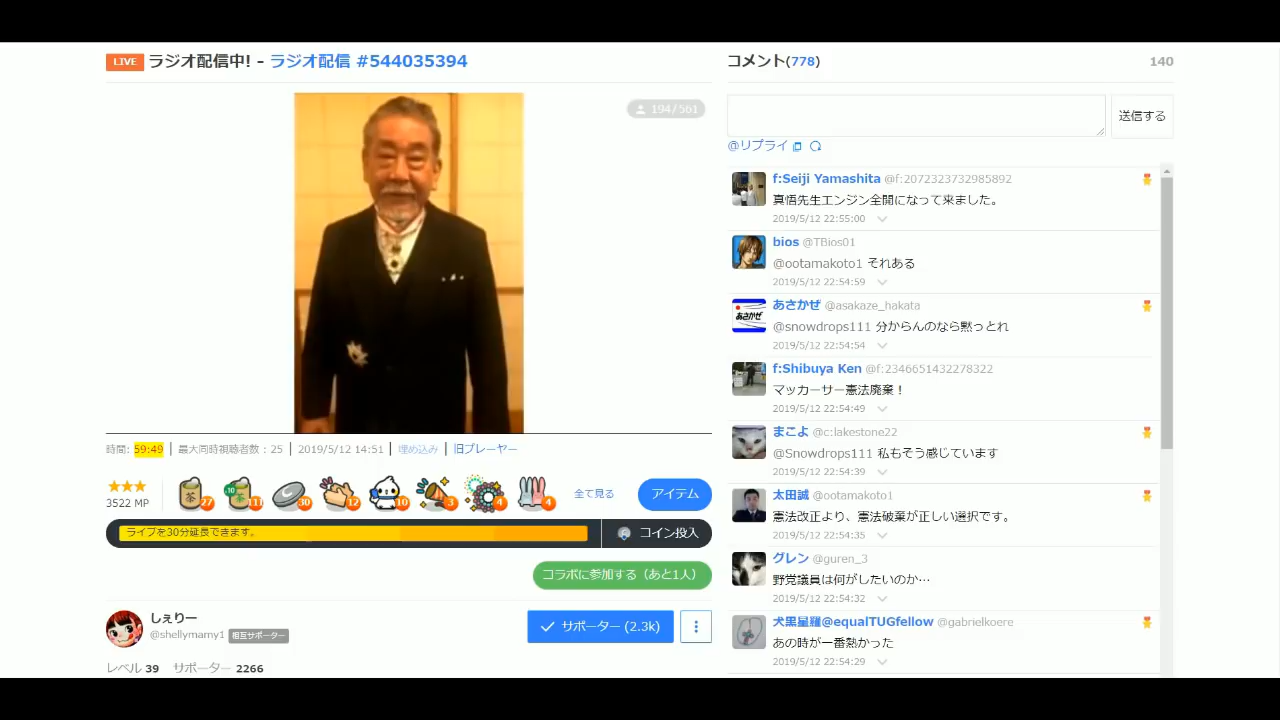 LIVE ラジオ配信中! - ラジオ配信 #544035394
194/561
時間: 59:49 | 最大同時視聴者数：25 | 2019/5/12 14:51 | 埋め込み | 旧プレーヤー
3522 MP
茶 27
10 茶 11
30
12
10
3
4
4
全て見る
アイテム
ライブを30分延長できます。
コイン投入
コラボに参加する（あと1人）
しぇりー
@shellymamy1 相互サポーター
サポーター (2.3k)
レベル 39 サポーター 2266
コメント(778)
140
送信する
@リプライ
f:Seiji Yamashita @f:2072323732985892
真悟先生エンジン全開になって来ました。
2019/5/12 22:55:00
bios @TBios01
@ootamakoto1 それある
2019/5/12 22:54:59
あさかぜ
あさかぜ @asakaze_hakata
@snowdrops111 分からんのなら黙っとれ
2019/5/12 22:54:54
f:Shibuya Ken @f:2346651432278322
マッカーサー憲法廃棄！
2019/5/12 22:54:49
まこよ @c:lakestone22
@Snowdrops111 私もそう感じています
2019/5/12 22:54:39
太田誠 @ootamakoto1
憲法改正より、憲法破棄が正しい選択です。
2019/5/12 22:54:35
グレン @guren_3
野党議員は何がしたいのか…
2019/5/12 22:54:32
犬黒星羅@equalTUGfellow @gabrielkoere
あの時が一番熱かった
2019/5/12 22:54:29